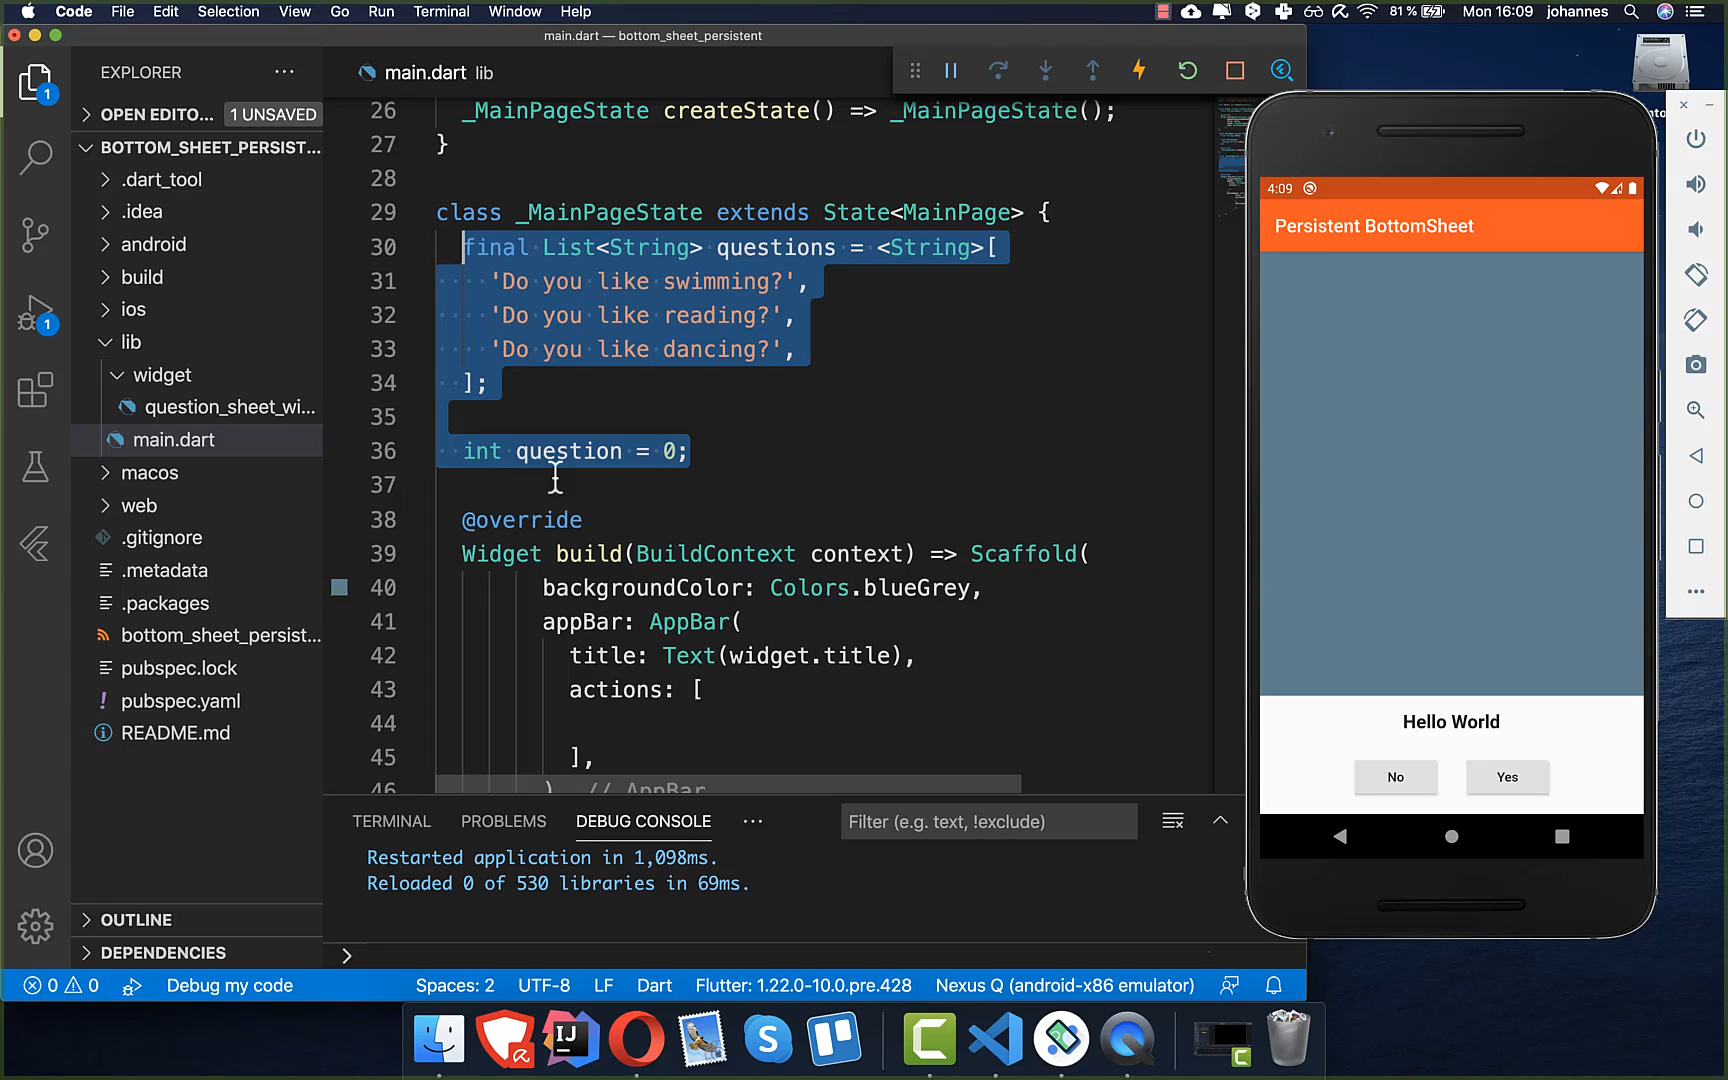 Code File Edit Selection View Go Run Terminal Window Help 81% Mon 16:09 johannes
main.dart — bottom_sheet_persistent
EXPLORER
main.dart lib
OPEN EDITO... 1 UNSAVED
BOTTOM_SHEET_PERSIST...
.dart_tool
.idea
android
build
ios
lib
widget
question_sheet_wi...
main.dart
macos
web
.gitignore
.metadata
.packages
bottom_sheet_persist...
pubspec.lock
pubspec.yaml
README.md
OUTLINE
DEPENDENCIES
1
1
26 _MainPageState createState() => _MainPageState();
27 }
28
29 class _MainPageState extends State<MainPage> {
30 final List<String> questions = <String>[
31 'Do you like swimming?',
32 'Do you like reading?',
33 'Do you like dancing?',
34 ];
35
36 int question = 0;
37
38 @override
39 Widget build(BuildContext context) => Scaffold(
40 backgroundColor: Colors.blueGrey,
41 appBar: AppBar(
42 title: Text(widget.title),
43 actions: [
44
45 ],
46 ) // AppBar
TERMINAL PROBLEMS DEBUG CONSOLE ... Filter (e.g. text, !exclude)
Restarted application in 1,098ms.
Reloaded 0 of 530 libraries in 69ms.
0 0 Debug my code Spaces: 2 UTF-8 LF Dart Flutter: 1.22.0-10.0.pre.428 Nexus Q (android-x86 emulator)
4:09
Persistent BottomSheet
Hello World
No Yes
IJ